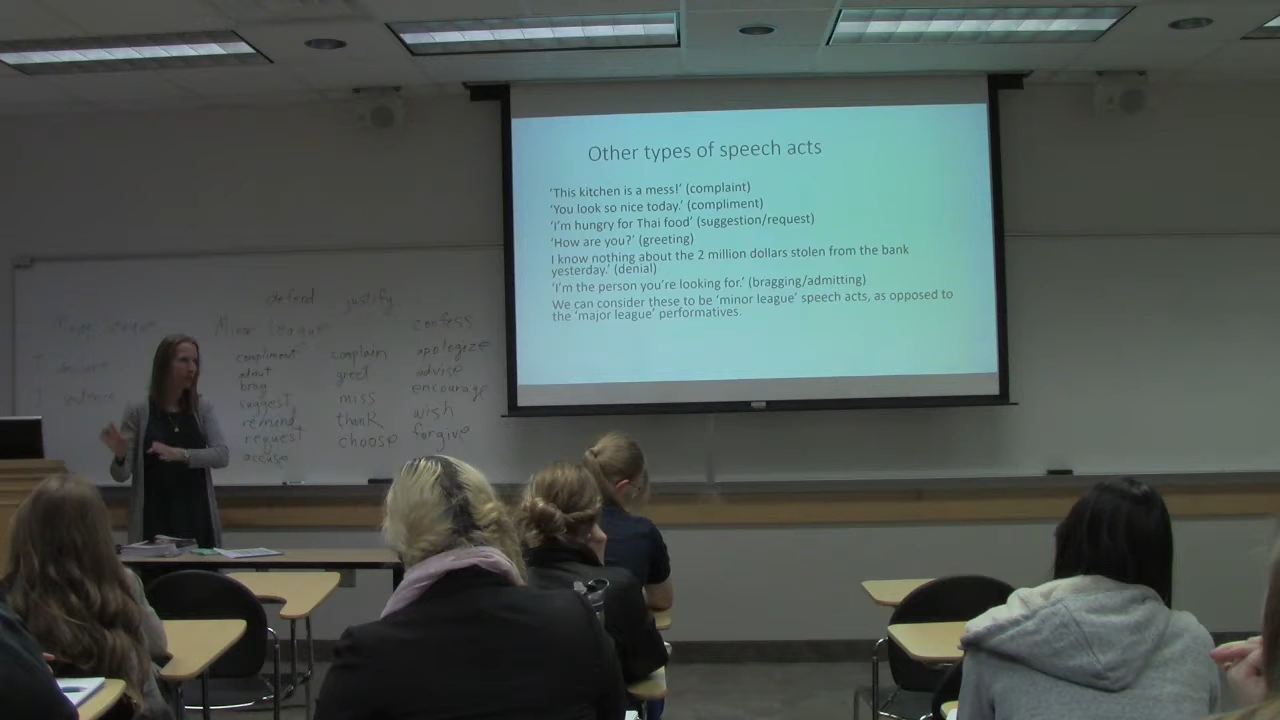 Other types of speech acts
'This kitchen is a mess!' (complaint)
'You look so nice today.' (compliment)
'I'm hungry for Thai food' (suggestion/request)
'How are you?' (greeting)
I know nothing about the 2 million dollars stolen from the bank
yesterday.' (denial)
'I'm the person you're looking for.' (bragging/admitting)
We can consider these to be 'minor league' speech acts, as opposed to
the 'major league' performatives.
defend justify
Minor league confess
compliment complain apologize
admit greet advise
brag encourage
suggest miss wish
remind thank forgive
request choose
accuse